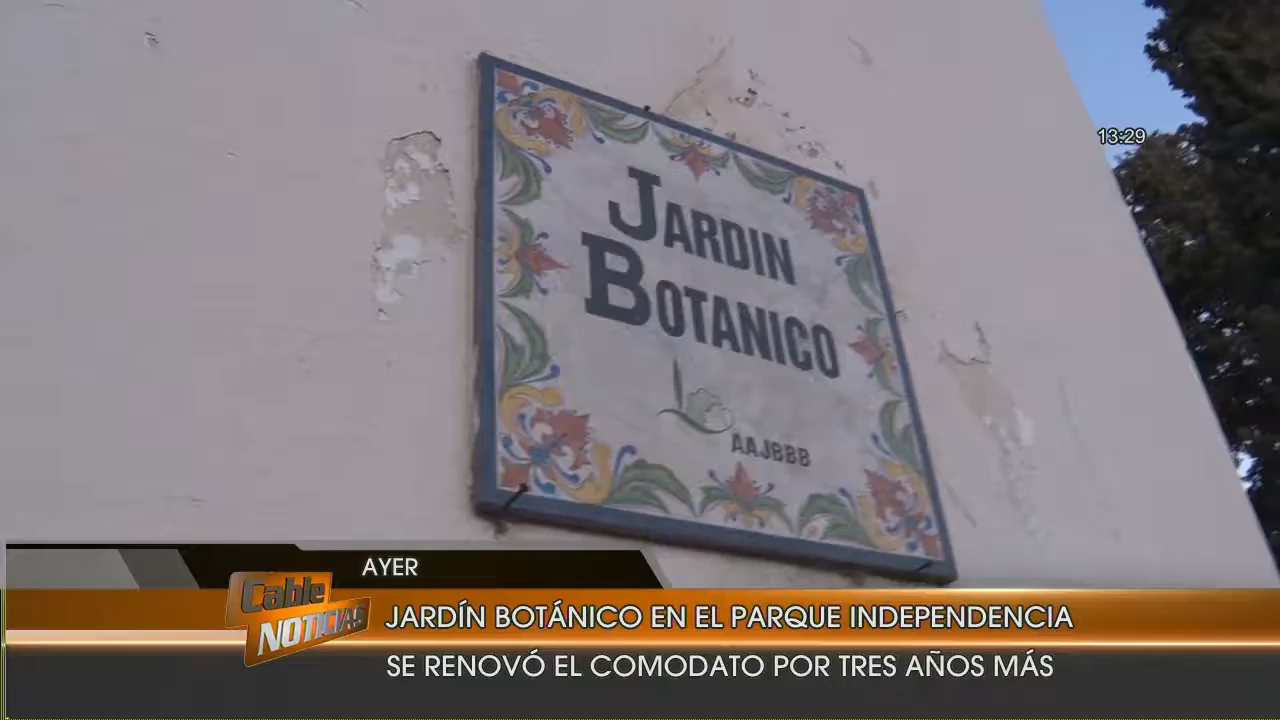 13:29
JARDIN
BOTANICO
AAJBBB
AYER
Cable
NOTICIAS
JARDÍN BOTÁNICO EN EL PARQUE INDEPENDENCIA
SE RENOVÓ EL COMODATO POR TRES AÑOS MÁS